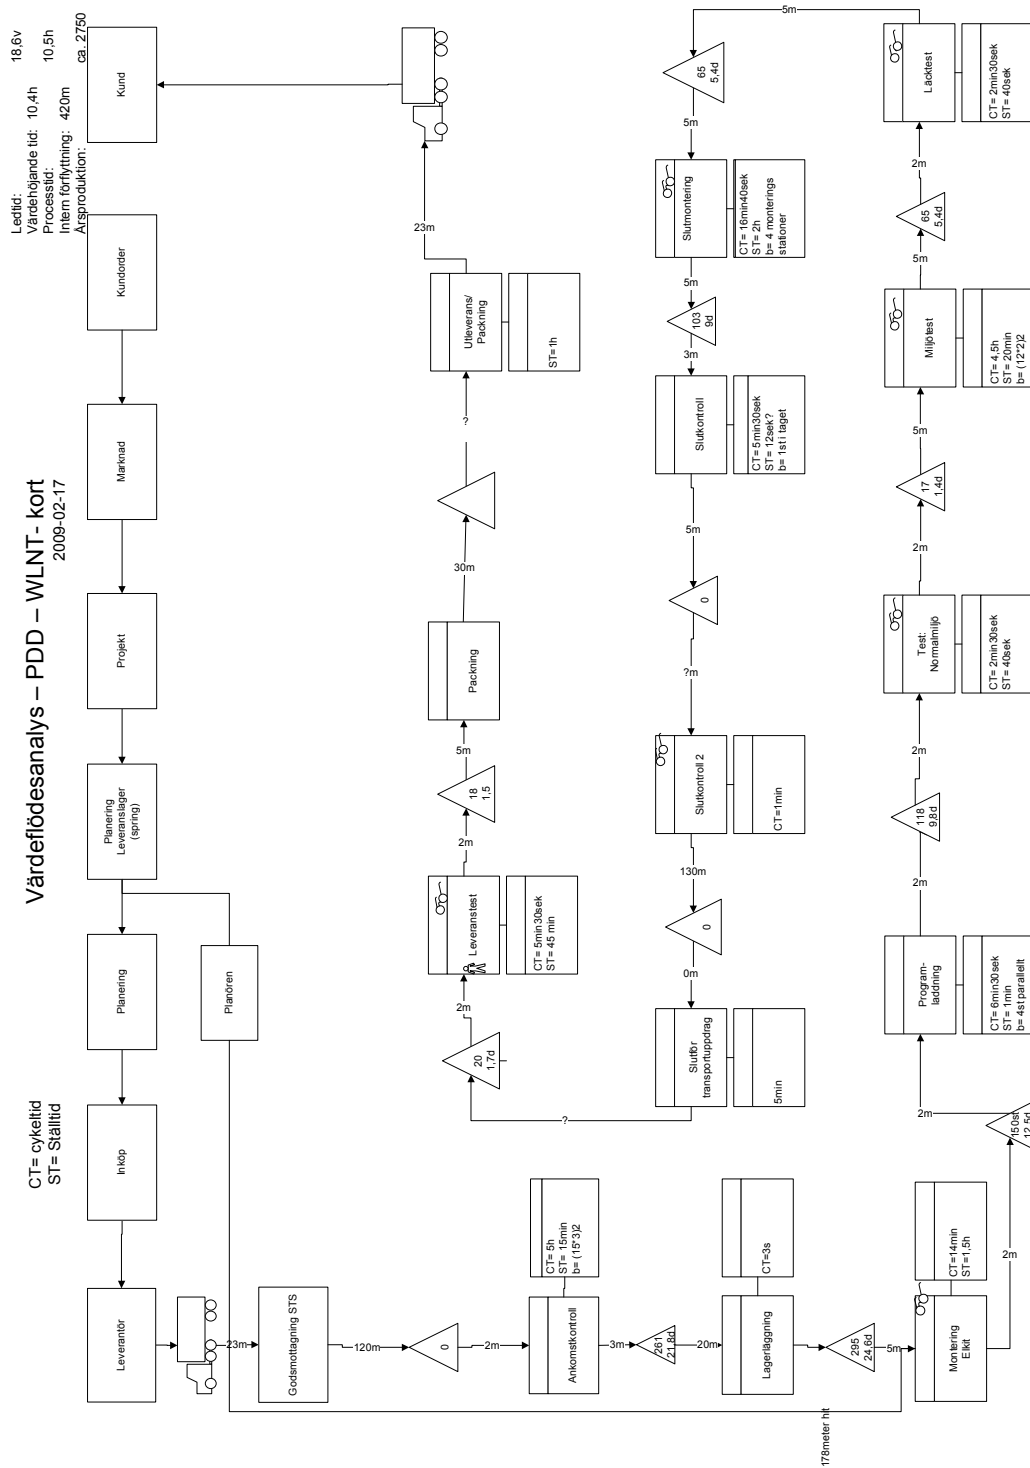 Värdeflödesanalys – PDD – WLNT- kort
2009-02-17
CT= cykeltid
ST= Ställtid
Ledtid: 18,6v
Värdehöjande tid: 10,4h
Processtid: 10,5h
Intern förflyttning: 420m
Årsproduktion: ca. 2750
Leverantör
Inköp
Planering
Planering
Leveranslager
(spring)
Projekt
Marknad
Kundorder
Kund
Planören
23m
Godsmottagning STS
120m
0
2m
Ankomstkontroll
CT= 5h
ST= 15min
b= (15*3)2
3m
261
21,8d
20m
Lagerläggning
CT=3s
295
24,6d
5m
178meter hit
Montering
Elkit
CT=14min
ST=1,5h
2m
150st
12,5d
2m
Program-
laddning
CT= 6min30sek
ST= 1min
b= 4st parallellt
2m
118
9,8d
2m
Test:
Normalmiljö
CT= 2min30sek
ST= 40sek
2m
17
1,4d
5m
Miljötest
CT= 4,5h
ST= 20min
b= (12*2)2
5m
65
5,4d
2m
Läcktest
CT= 2min30sek
ST= 40sek
5m
65
5,4d
5m
Slutmontering
CT= 16min40sek
ST= 2h
b= 4 monterings
stationer
5m
103
9d
3m
Slutkontroll
CT= 5min30sek
ST= 12sek?
b= 1st i taget
5m
0
?m
Slutkontroll 2
CT=1min
130m
0
0m
Slutför
transportuppdrag
5min
?
20
1,7d
2m
Leveranstest
CT= 5min30sek
ST= 45 min
2m
18
1,5
5m
Packning
30m
?
Utleverans/
Packning
ST=1h
23m